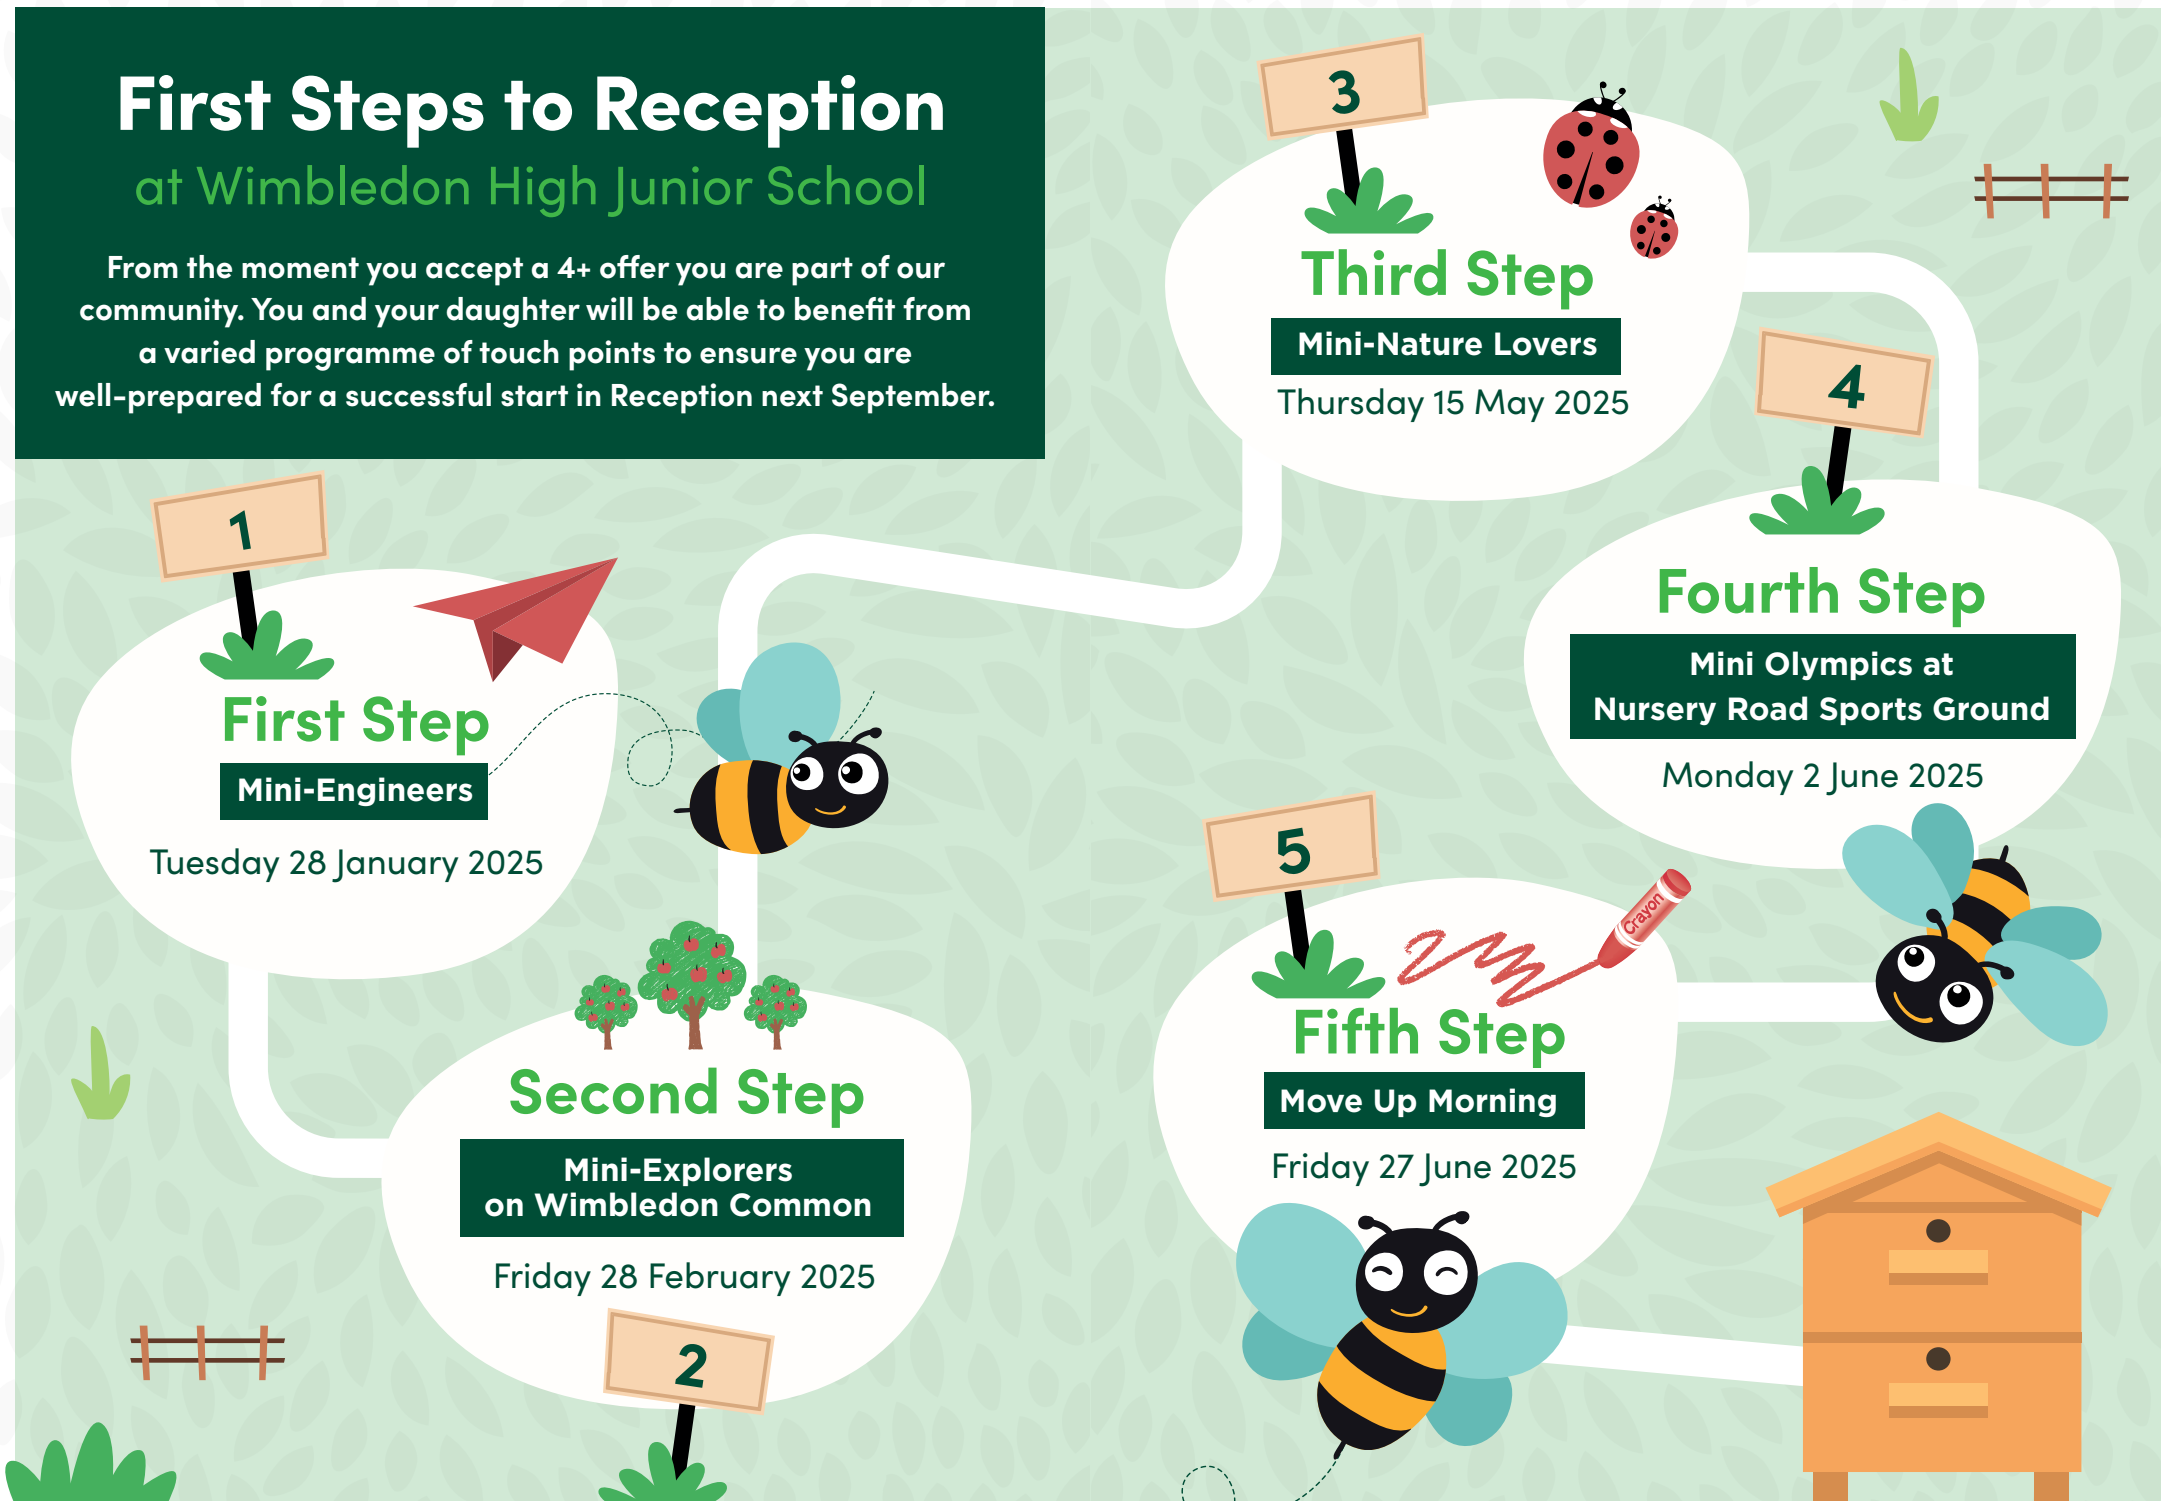 First Steps to Reception
at Wimbledon High Junior School
From the moment you accept a 4+ offer you are part of our
community. You and your daughter will be able to benefit from
a varied programme of touch points to ensure you are
well-prepared for a successful start in Reception next September.
1
First Step
Mini-Engineers
Tuesday 28 January 2025
Second Step
Mini-Explorers
on Wimbledon Common
Friday 28 February 2025
2
3
Third Step
Mini-Nature Lovers
Thursday 15 May 2025
4
Fourth Step
Mini Olympics at
Nursery Road Sports Ground
Monday 2 June 2025
5
Crayon
Fifth Step
Move Up Morning
Friday 27 June 2025